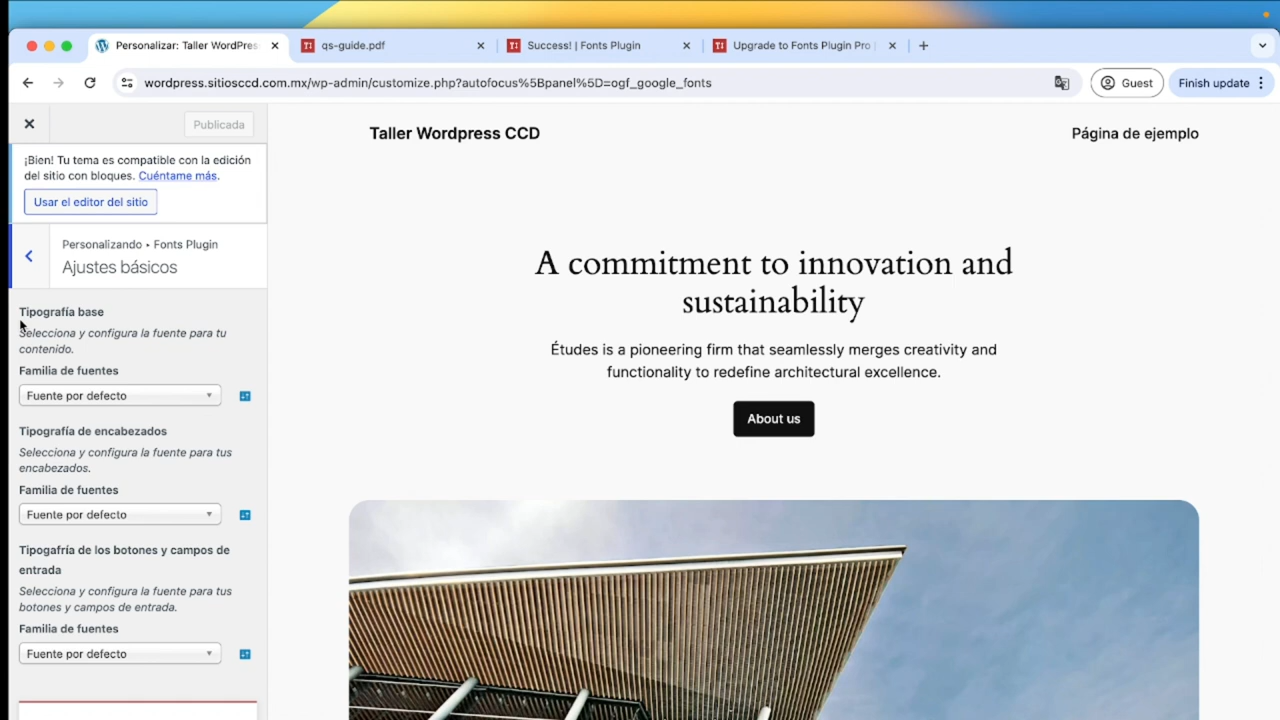 Personalizar: Taller WordPres
qs-guide.pdf
Success! | Fonts Plugin
Upgrade to Fonts Plugin Pro |
wordpress.sitiosccd.com.mx/wp-admin/customize.php?autofocus%5Bpanel%5D=ogf_google_fonts
Guest
Finish update
Publicada
¡Bien! Tu tema es compatible con la edición
del sitio con bloques. Cuéntame más.
Usar el editor del sitio
Personalizando • Fonts Plugin
Ajustes básicos
Tipografía base
Selecciona y configura la fuente para tu
contenido.
Familia de fuentes
Fuente por defecto
Tipografía de encabezados
Selecciona y configura la fuente para tus
encabezados.
Familia de fuentes
Fuente por defecto
Tipogafría de los botones y campos de
entrada
Selecciona y configura la fuente para tus
botones y campos de entrada.
Familia de fuentes
Fuente por defecto
Taller Wordpress CCD
Página de ejemplo
A commitment to innovation and
sustainability
Études is a pioneering firm that seamlessly merges creativity and
functionality to redefine architectural excellence.
About us